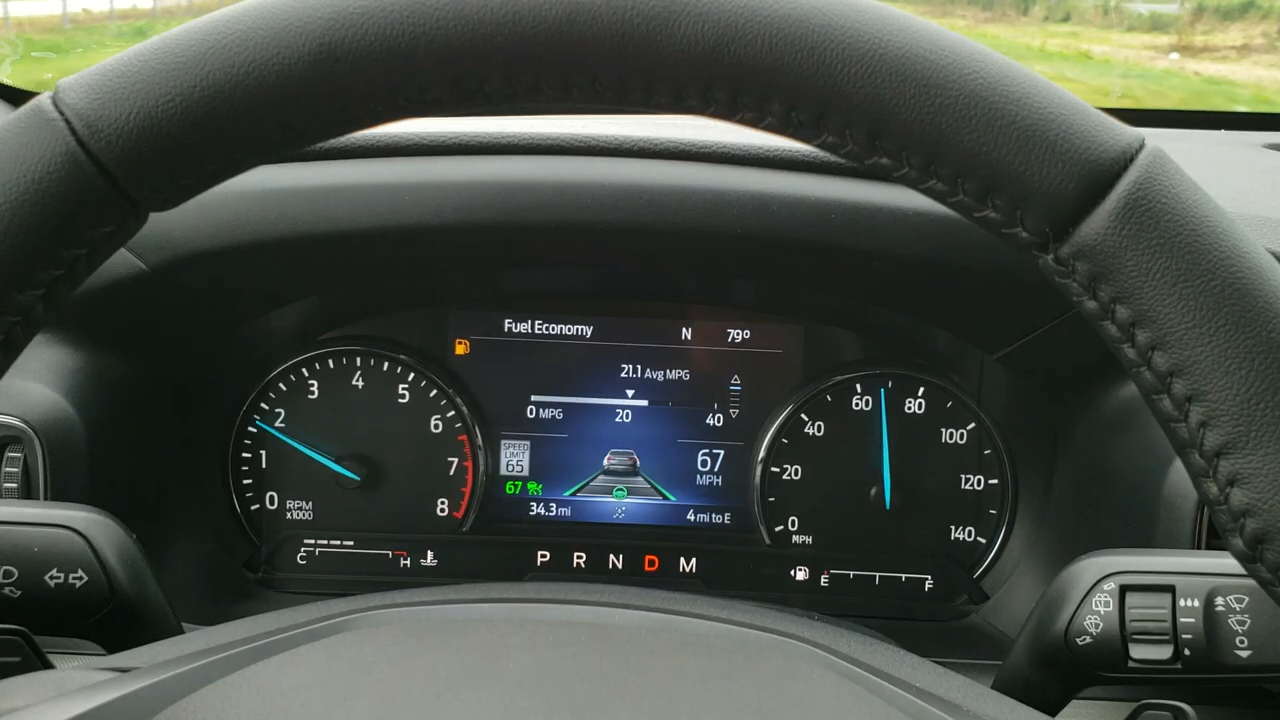 Fuel Economy N 79°
21.1 Avg MPG
0 MPG 20 40
SPEED
LIMIT
65
67
67
MPH
34.3 mi 4 mi to E
0 1 2 3 4 5 6 7 8
RPM
x1000
0 20 40 60 80 100 120 140
MPH
C H
P R N D M
E F